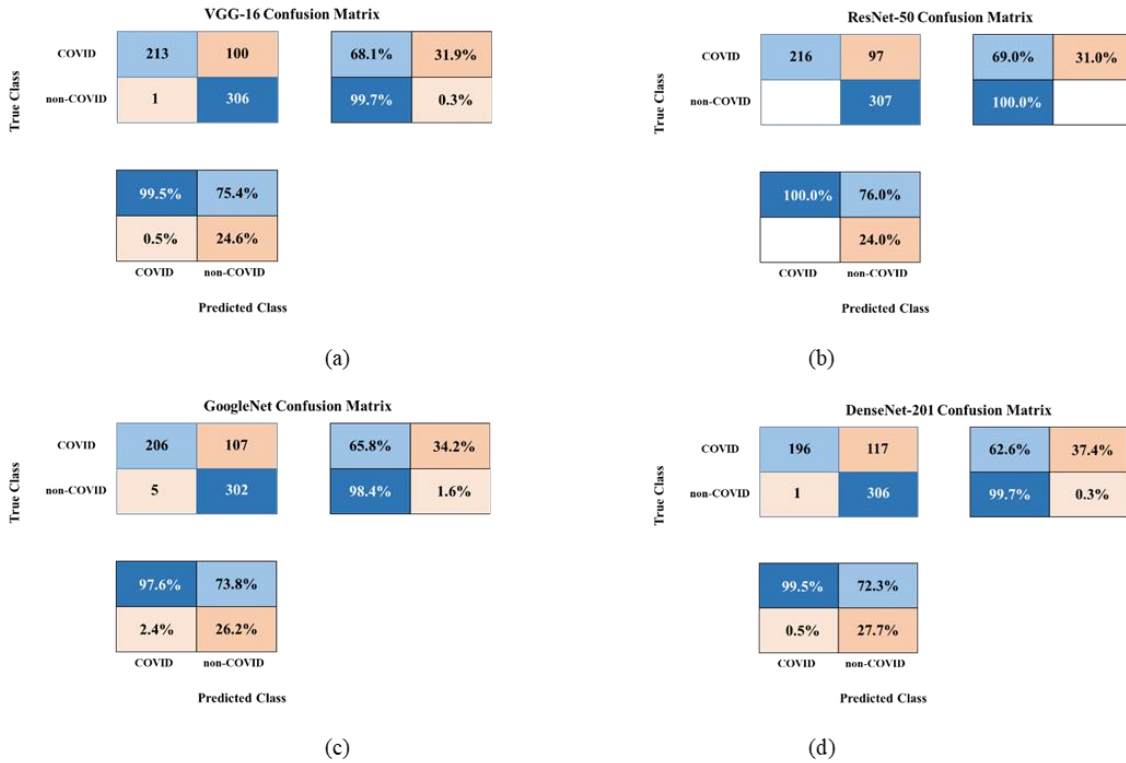 VGG-16 Confusion Matrix
COVID 213 100 68.1% 31.9%
non-COVID 1 306 99.7% 0.3%
True Class
99.5% 75.4%
0.5% 24.6%
COVID non-COVID
Predicted Class
(a)
ResNet-50 Confusion Matrix
COVID 216 97 69.0% 31.0%
non-COVID 307 100.0%
True Class
100.0% 76.0%
24.0%
COVID non-COVID
Predicted Class
(b)
GoogleNet Confusion Matrix
COVID 206 107 65.8% 34.2%
non-COVID 5 302 98.4% 1.6%
True Class
97.6% 73.8%
2.4% 26.2%
COVID non-COVID
Predicted Class
(c)
DenseNet-201 Confusion Matrix
COVID 196 117 62.6% 37.4%
non-COVID 1 306 99.7% 0.3%
True Class
99.5% 72.3%
0.5% 27.7%
COVID non-COVID
Predicted Class
(d)